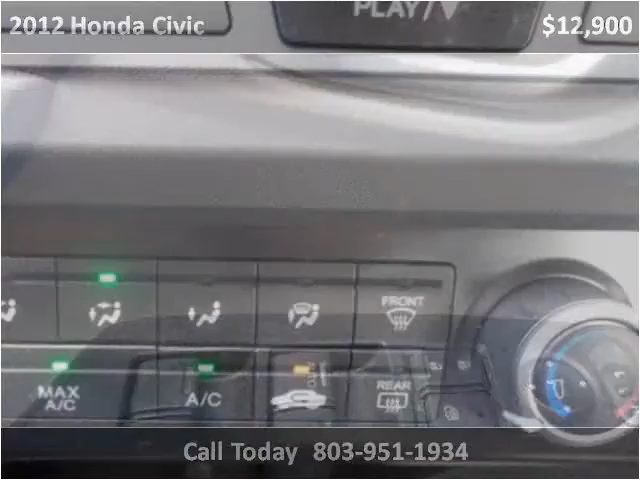 2012 Honda Civic
$12,900
PLAY/
FRONT
MAX
A/C
A/C
REAR
Call Today 803-951-1934